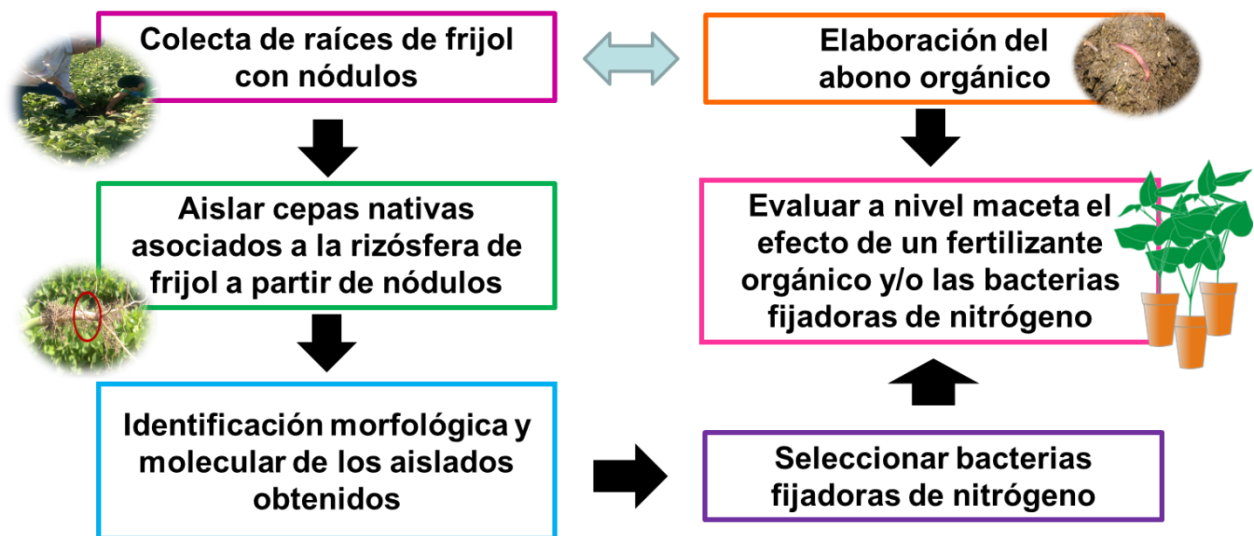 Colecta de raíces de frijol
con nódulos
Elaboración del
abono orgánico
Aislar cepas nativas
asociados a la rizósfera de
frijol a partir de nódulos
Evaluar a nivel maceta el
efecto de un fertilizante
orgánico y/o las bacterias
fijadoras de nitrógeno
Identificación morfológica y
molecular de los aislados
obtenidos
Seleccionar bacterias
fijadoras de nitrógeno